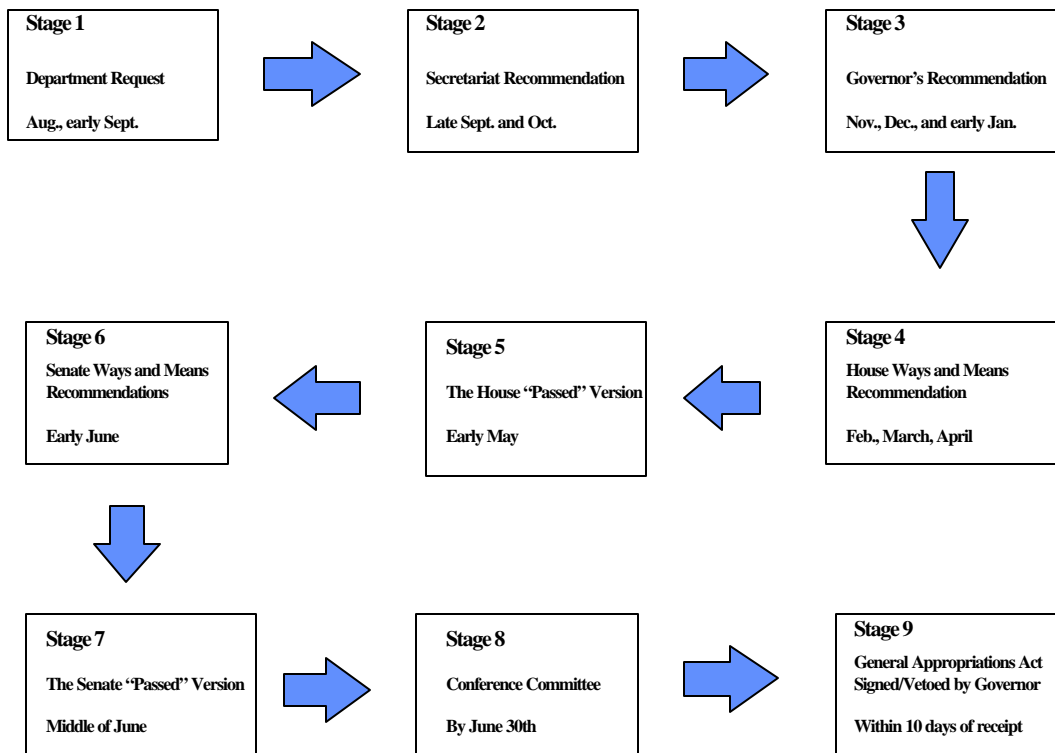 Stage 1
Department Request
Aug., early Sept.
Stage 2
Secretariat Recommendation
Late Sept. and Oct.
Stage 3
Governor's Recommendation
Nov., Dec., and early Jan.
Stage 4
House Ways and Means
Recommendation
Feb., March, April
Stage 5
The House “Passed” Version
Early May
Stage 6
Senate Ways and Means
Recommendations
Early June
Stage 7
The Senate “Passed” Version
Middle of June
Stage 8
Conference Committee
By June 30th
Stage 9
General Appropriations Act
Signed/Vetoed by Governor
Within 10 days of receipt